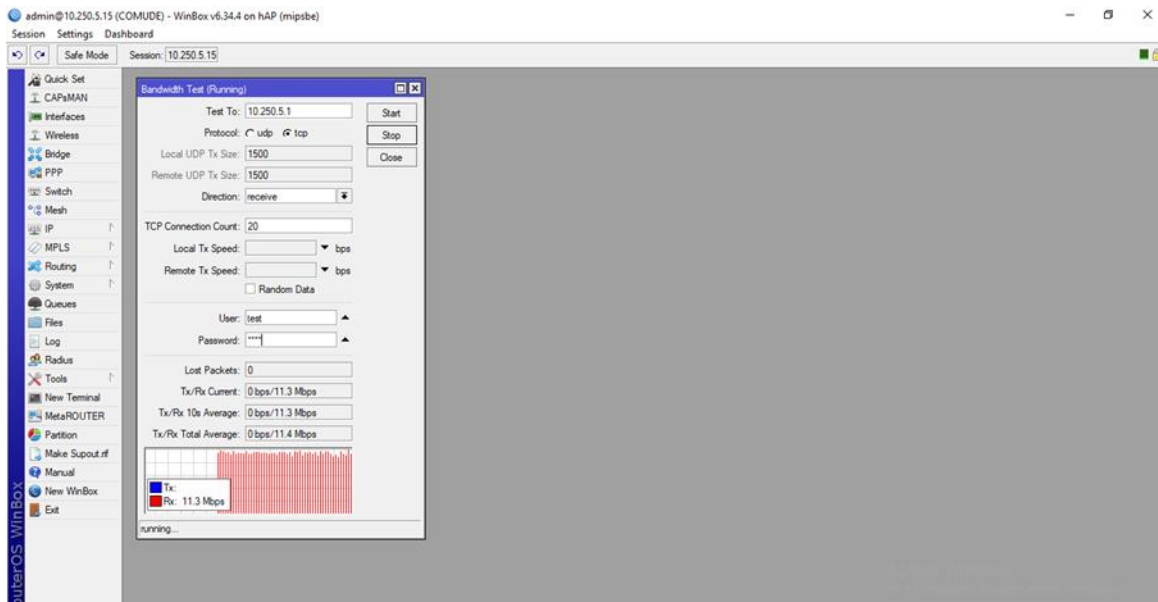 admin@10.250.5.15 (COMUDE) - WinBox v6.34.4 on hAP (mipsbe)
Session Settings Dashboard
Safe Mode Session: 10.250.5.15
Quick Set
CAPsMAN
Interfaces
Wireless
Bridge
PPP
Switch
Mesh
IP
MPLS
Routing
System
Queues
Files
Log
Radius
Tools
New Terminal
MetaROUTER
Partition
Make Supout.rif
Manual
New WinBox
Exit
uterOS WinBox
Bandwidth Test (Running)
Test To: 10.250.5.1 Start
Protocol: udp tcp Stop
Local UDP Tx Size: 1500 Close
Remote UDP Tx Size: 1500
Direction: receive
TCP Connection Count: 20
Local Tx Speed: bps
Remote Tx Speed: bps
Random Data
User: test
Password: ****
Lost Packets: 0
Tx/Rx Current: 0 bps/11.3 Mbps
Tx/Rx 10s Average: 0 bps/11.3 Mbps
Tx/Rx Total Average: 0 bps/11.4 Mbps
Tx:
Rx: 11.3 Mbps
running...